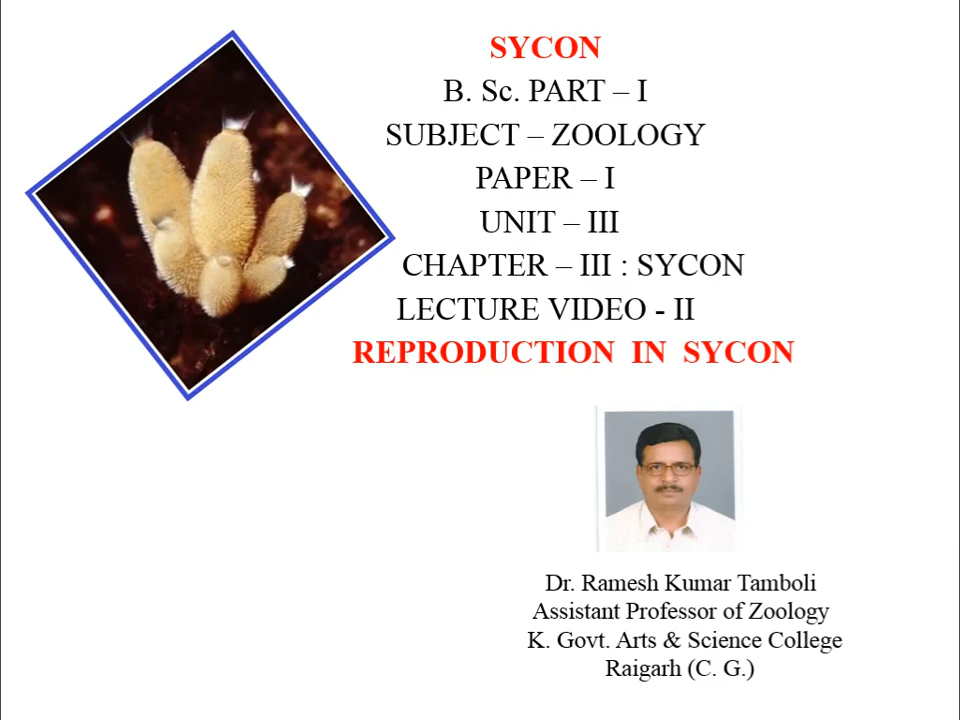 SYCON
B. Sc. PART – I
SUBJECT – ZOOLOGY
PAPER – I
UNIT – III
CHAPTER – III : SYCON
LECTURE VIDEO - II
REPRODUCTION IN SYCON
Dr. Ramesh Kumar Tamboli
Assistant Professor of Zoology
K. Govt. Arts & Science College
Raigarh (C. G.)